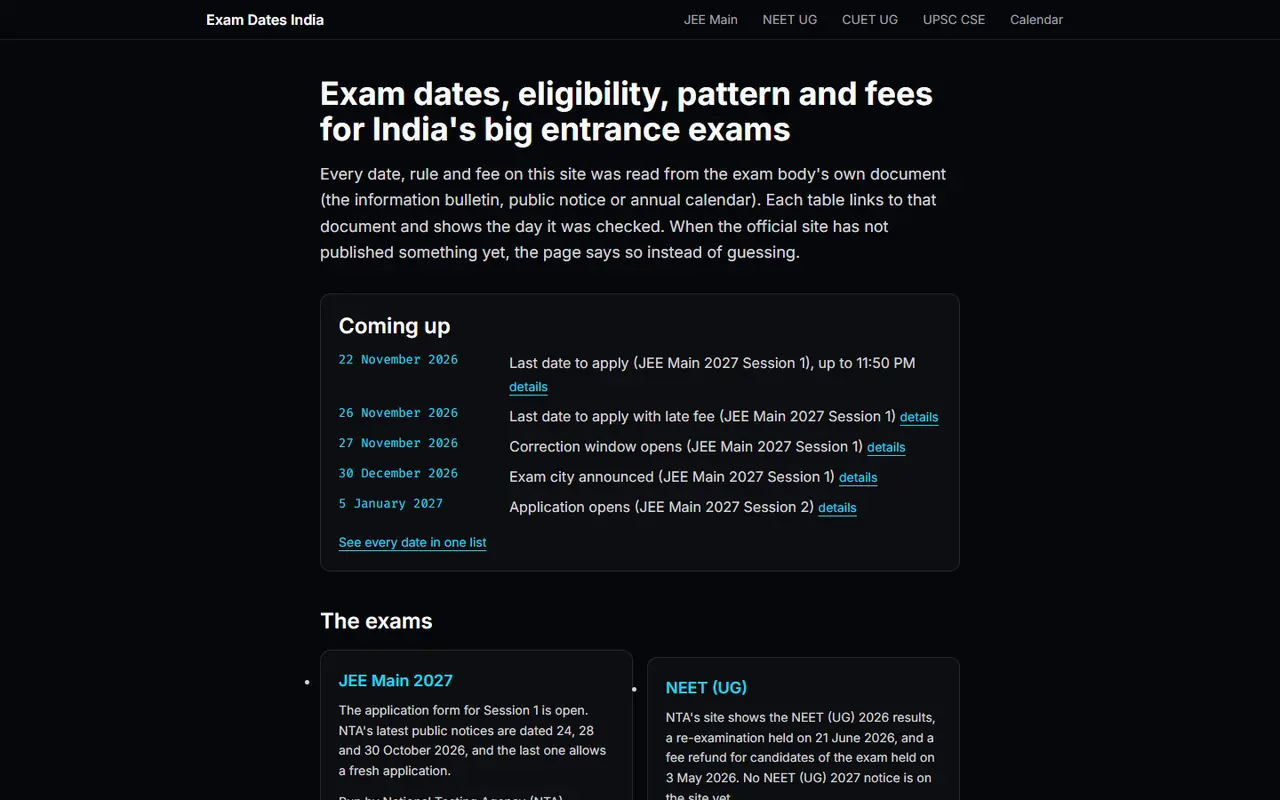 Exam Dates India
JEE Main
NEET UG
CUET UG
UPSC CSE
Calendar
Exam dates, eligibility, pattern and fees
for India's big entrance exams
Every date, rule and fee on this site was read from the exam body's own document
(the information bulletin, public notice or annual calendar). Each table links to that
document and shows the day it was checked. When the official site has not
published something yet, the page says so instead of guessing.
Coming up
22 November 2026
Last date to apply (JEE Main 2027 Session 1), up to 11:50 PM
details
26 November 2026
Last date to apply with late fee (JEE Main 2027 Session 1) details
27 November 2026
Correction window opens (JEE Main 2027 Session 1) details
30 December 2026
Exam city announced (JEE Main 2027 Session 1) details
5 January 2027
Application opens (JEE Main 2027 Session 2) details
See every date in one list
The exams
JEE Main 2027
The application form for Session 1 is open.
NTA's latest public notices are dated 24, 28
and 30 October 2026, and the last one allows
a fresh application.
Run by National Testing Agency (NTA)
NEET (UG)
NTA's site shows the NEET (UG) 2026 results,
a re-examination held on 21 June 2026, and a
fee refund for candidates of the exam held on
3 May 2026. No NEET (UG) 2027 notice is on
the site yet.